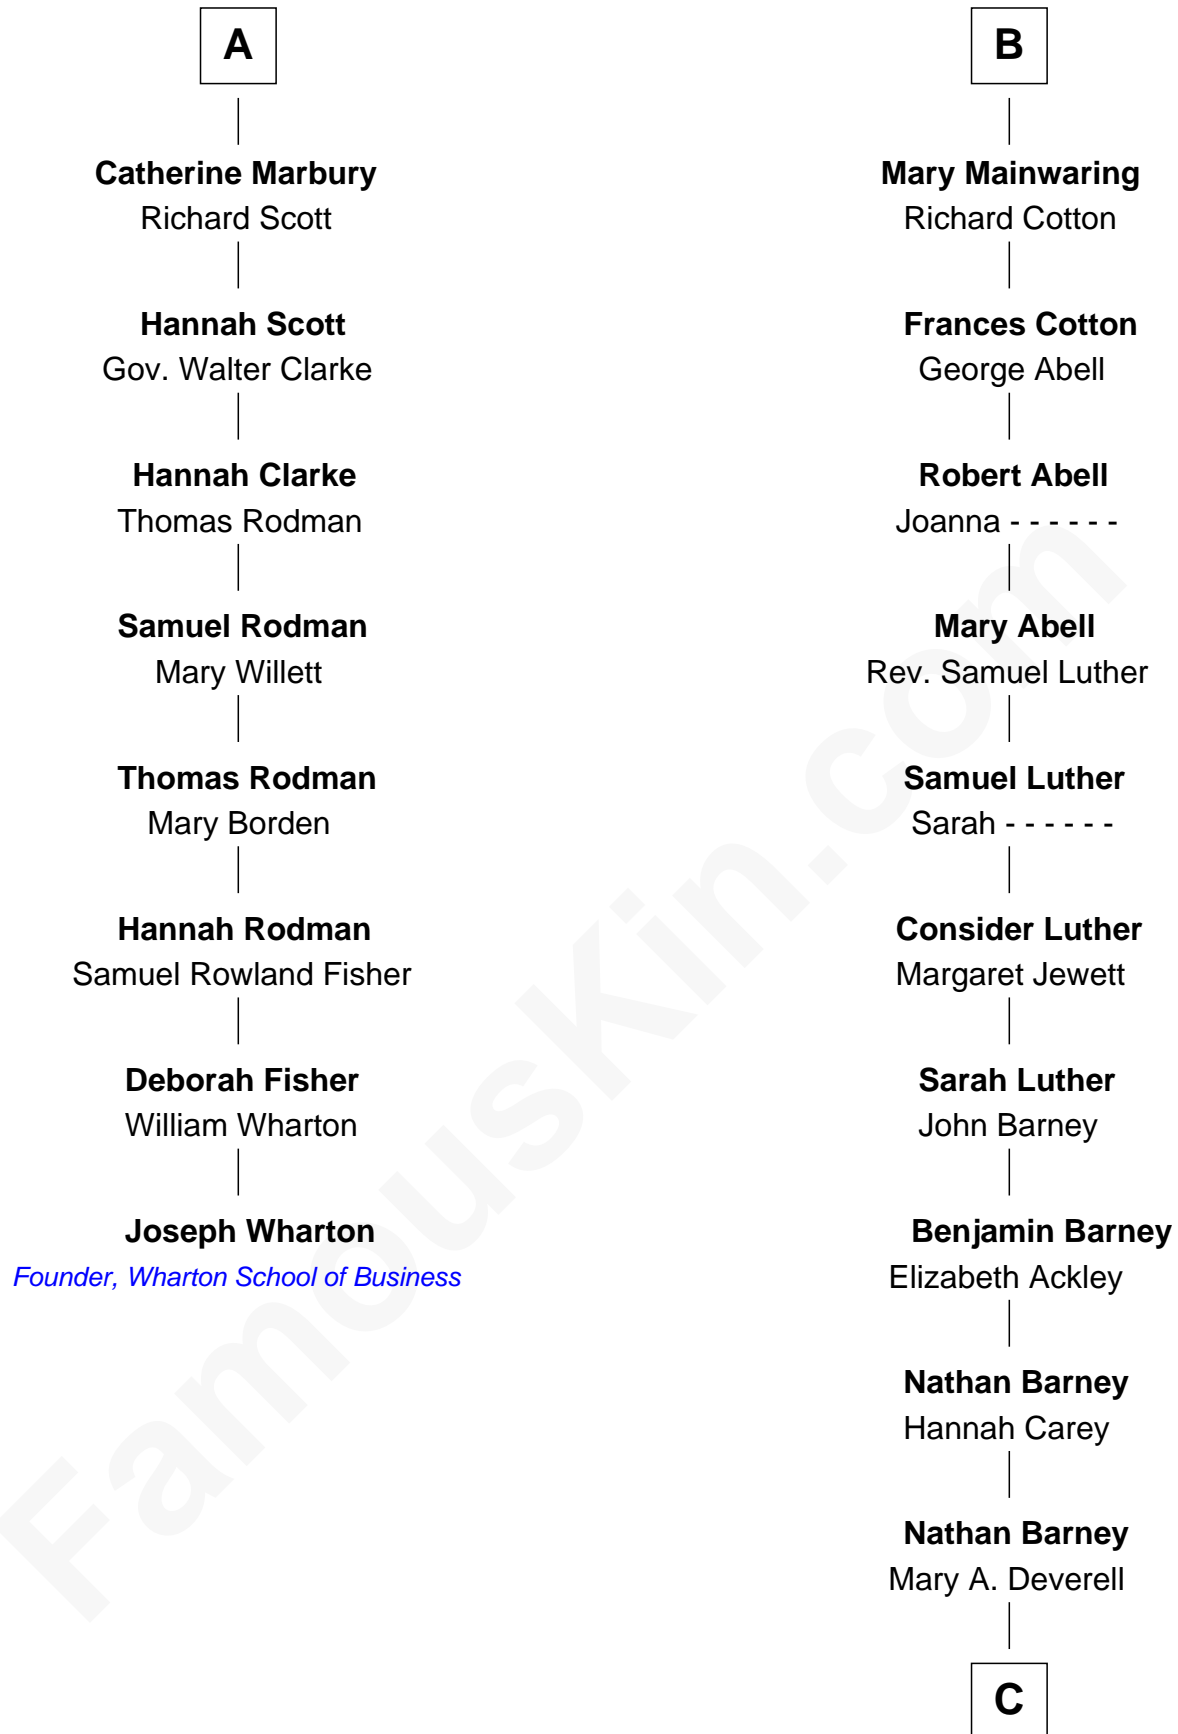 A
Catherine Marbury
Richard Scott
Hannah Scott
Gov. Walter Clarke
Hannah Clarke
Thomas Rodman
Samuel Rodman
Mary Willett
Thomas Rodman
Mary Borden
Hannah Rodman
Samuel Rowland Fisher
Deborah Fisher
William Wharton
Joseph Wharton
Founder, Wharton School of Business
B
Mary Mainwaring
Richard Cotton
Frances Cotton
George Abell
Robert Abell
Joanna - - - - - -
Mary Abell
Rev. Samuel Luther
Samuel Luther
Sarah - - - - - -
Consider Luther
Margaret Jewett
Sarah Luther
John Barney
Benjamin Barney
Elizabeth Ackley
Nathan Barney
Hannah Carey
Nathan Barney
Mary A. Deverell
C
FamousKin.com